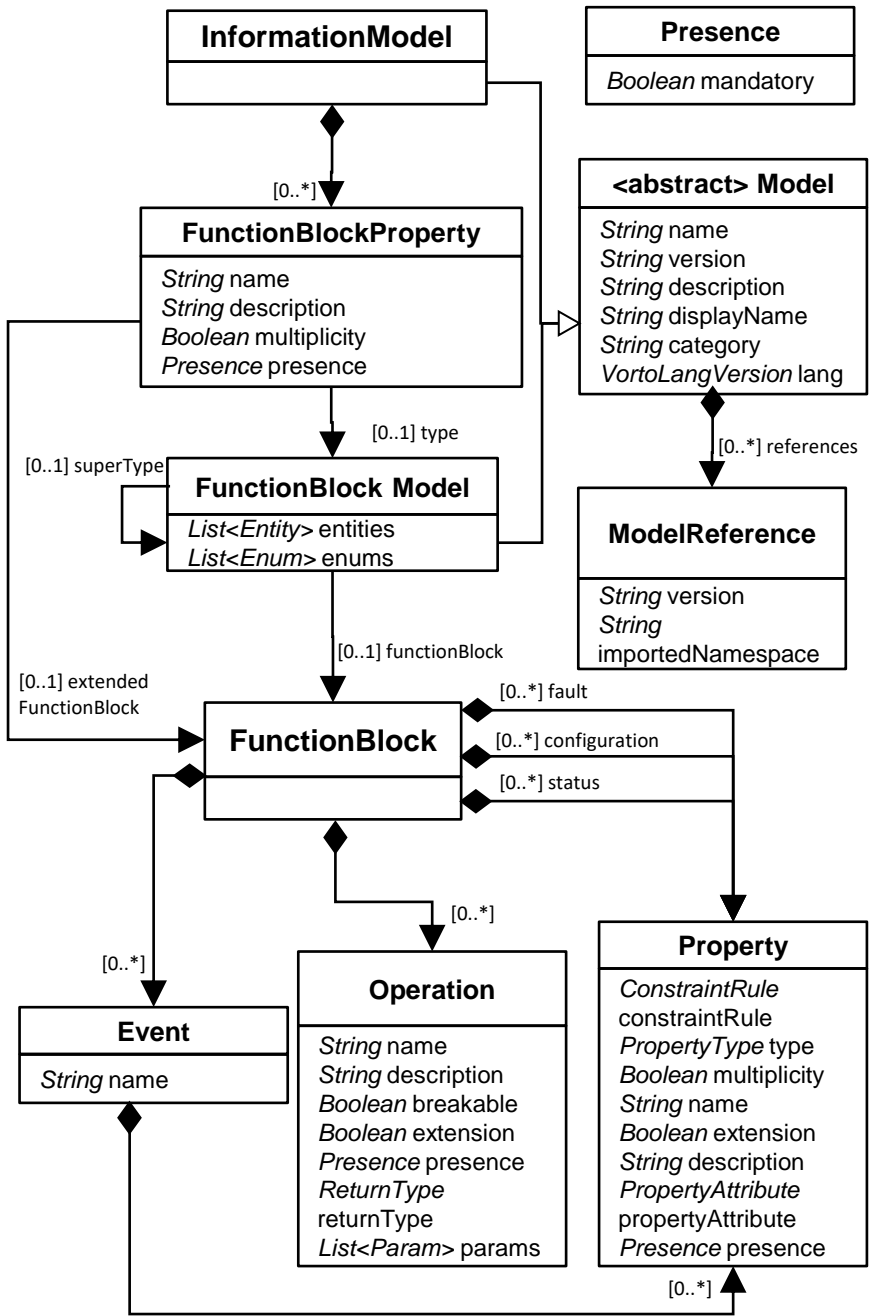 InformationModel
Presence
Boolean mandatory
[0..*]
<abstract> Model
String name
String version
String description
String displayName
String category
VortoLangVersion lang
FunctionBlockProperty
String name
String description
Boolean multiplicity
Presence presence
[0..1] type
[0..1] superType
[0..*] references
FunctionBlock Model
List<Entity> entities
List<Enum> enums
ModelReference
String version
String
importedNamespace
[0..1] functionBlock
[0..1] extended
FunctionBlock
FunctionBlock
[0..*] fault
[0..*] configuration
[0..*] status
[0..*]
[0..*]
Event
String name
Operation
String name
String description
Boolean breakable
Boolean extension
Presence presence
ReturnType
returnType
List<Param> params
Property
ConstraintRule
constraintRule
PropertyType type
Boolean multiplicity
String name
Boolean extension
String description
PropertyAttribute
propertyAttribute
Presence presence
[0..*]